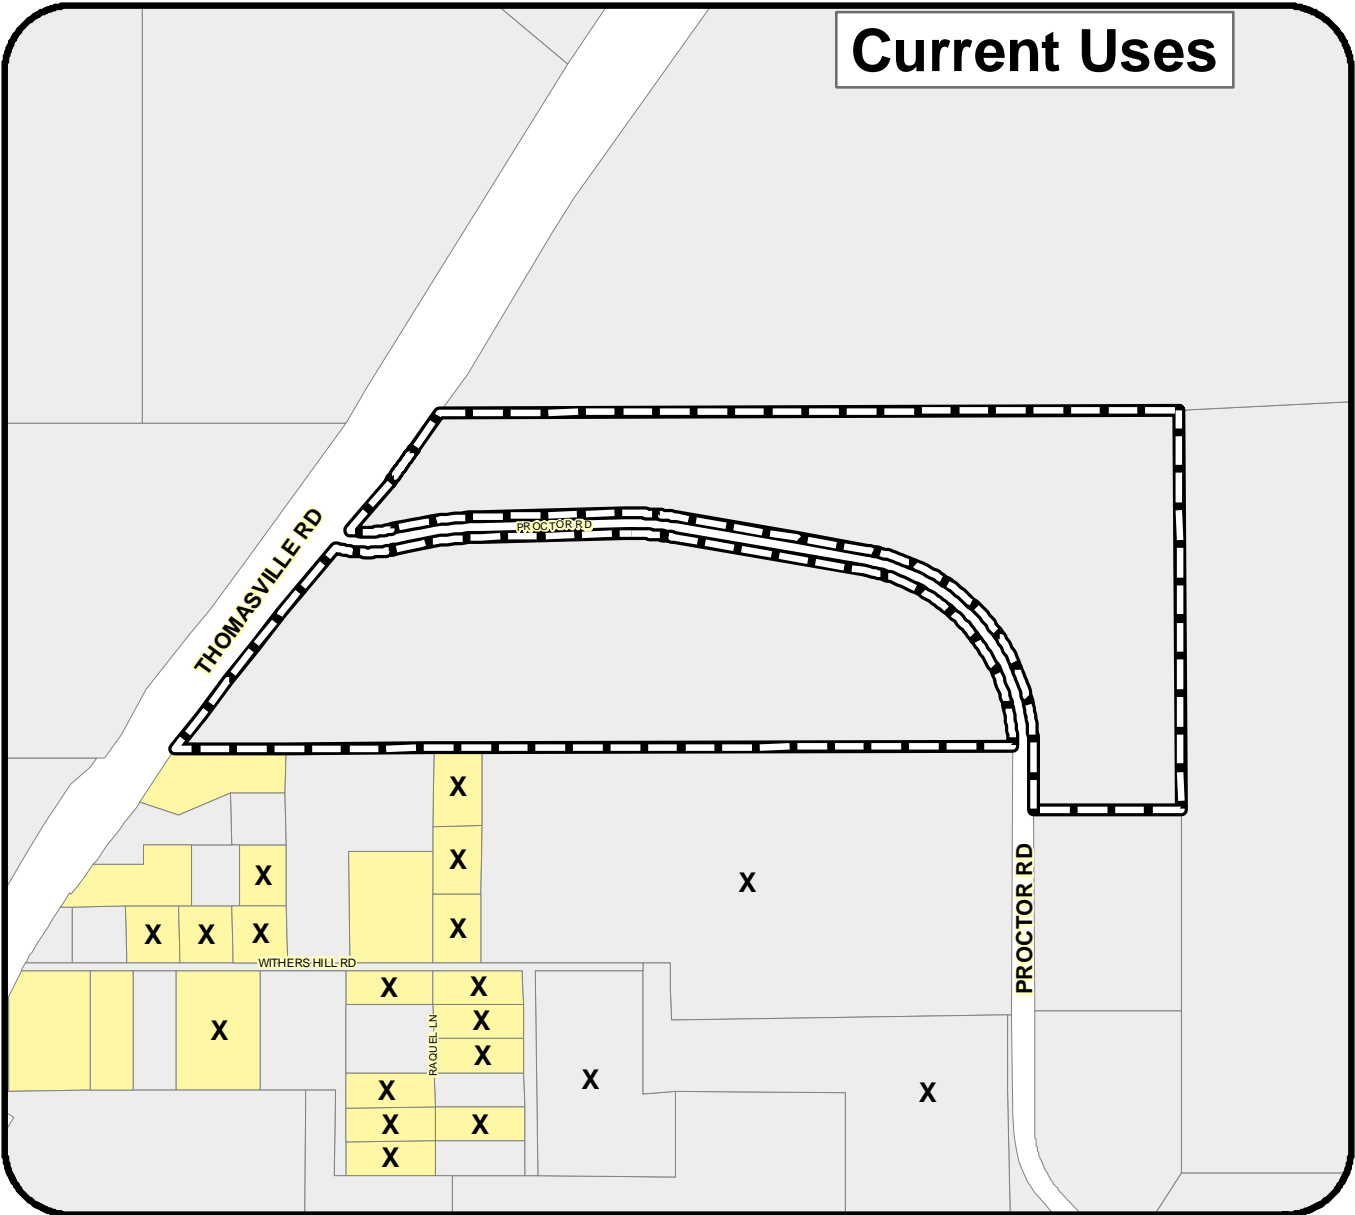 Current Uses
THOMASVILLE RD
PROCTOR RD
X
X
X
X
X
X
X
X
X
WITHERS HILL RD
PROCTOR RD
X
X
X
X
RAQUEL LN
X
X
X
X
X
X
X